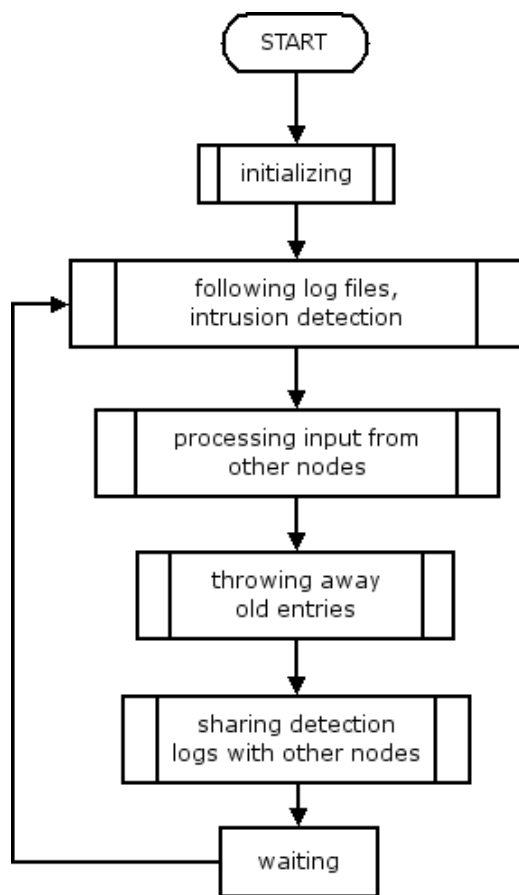 START
initializing
following log files,
intrusion detection
processing input from
other nodes
throwing away
old entries
sharing detection
logs with other nodes
waiting